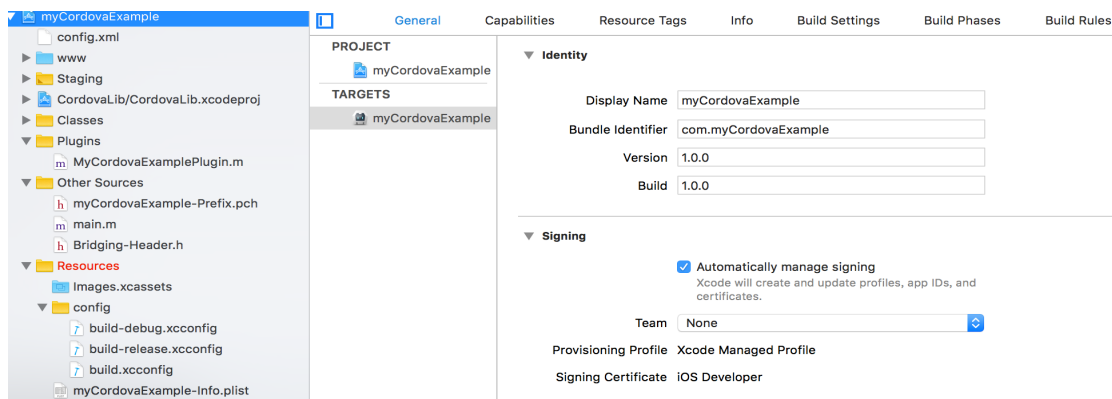 myCordovaExample
config.xml
www
Staging
CordovaLib/CordovaLib.xcodeproj
Classes
Plugins
m MyCordovaExamplePlugin.m
Other Sources
h myCordovaExample-Prefix.pch
m main.m
h Bridging-Header.h
Resources
Images.xcassets
config
build-debug.xcconfig
build-release.xcconfig
build.xcconfig
myCordovaExample-Info.plist
General Capabilities Resource Tags Info Build Settings Build Phases Build Rules
PROJECT
myCordovaExample
TARGETS
myCordovaExample
Identity
Display Name myCordovaExample
Bundle Identifier com.myCordovaExample
Version 1.0.0
Build 1.0.0
Signing
Automatically manage signing
Xcode will create and update profiles, app IDs, and
certificates.
Team None
Provisioning Profile Xcode Managed Profile
Signing Certificate iOS Developer